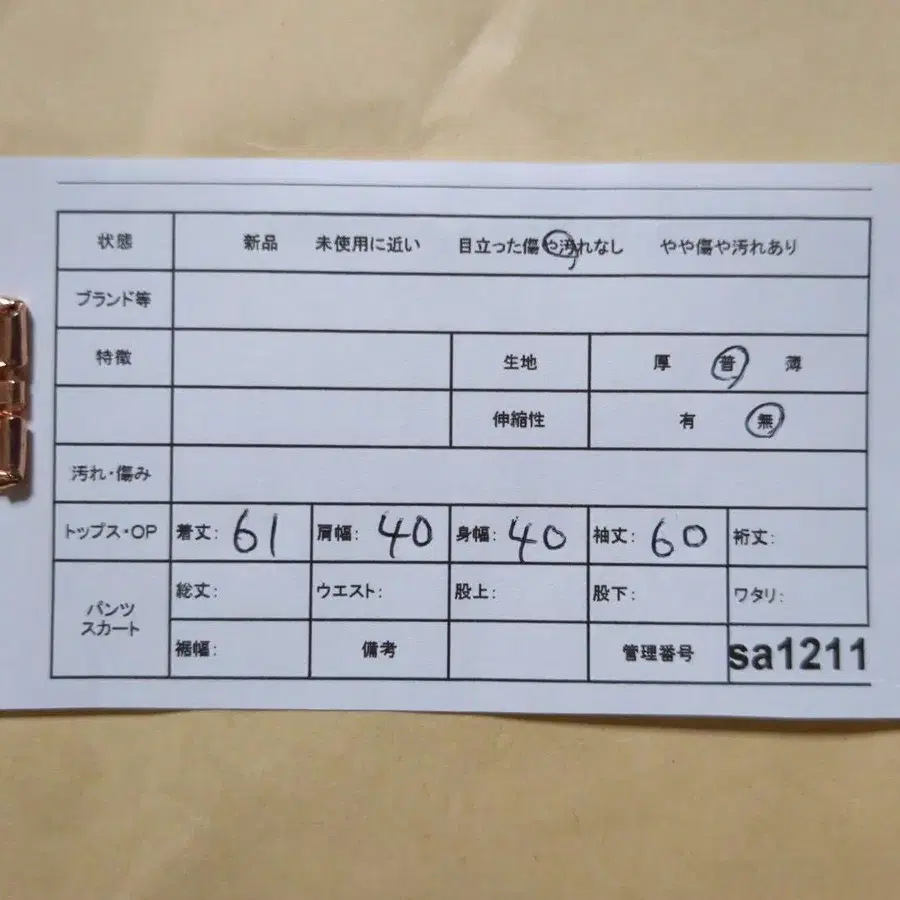 状態 新品 未使用に近い 目立った傷や汚れなし やや傷や汚れあり
ブランド等
特徴 生地 厚 普 薄
伸縮性 有 無
汚れ・傷み
トップス・OP 着丈: 61 肩幅: 40 身幅: 40 袖丈: 60 裄丈:
パンツ
スカート
総丈: ウエスト: 股上: 股下: ワタリ:
裾幅: 備考 管理番号 sa1211